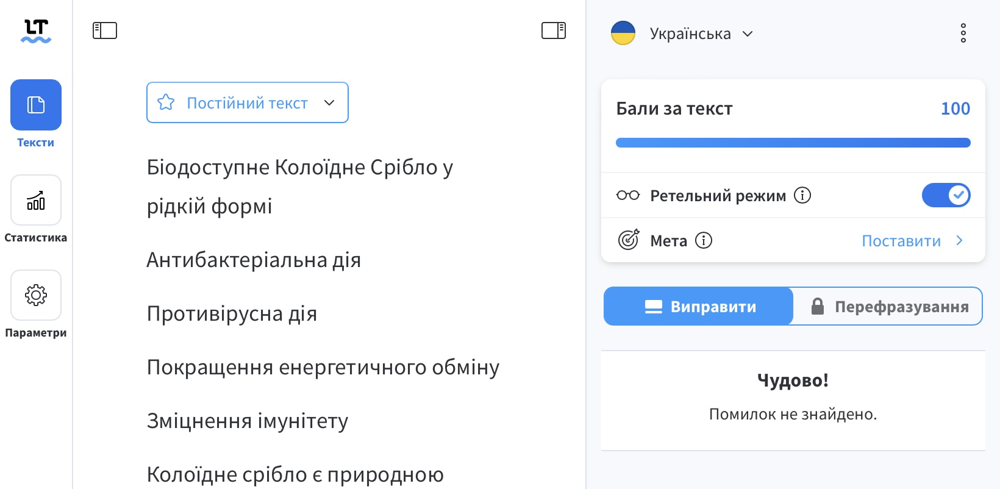 LT
Тексти
Статистика
Параметри
Постійний текст
Біодоступне Колоїдне Срібло у
рідкій формі
Антибактеріальна дія
Противірусна дія
Покращення енергетичного обміну
Зміцнення імунітету
Колоїдне срібло є природною
Українська
Бали за текст 100
Ретельний режим
Мета Поставити
Виправити Перефразування
Чудово!
Помилок не знайдено.